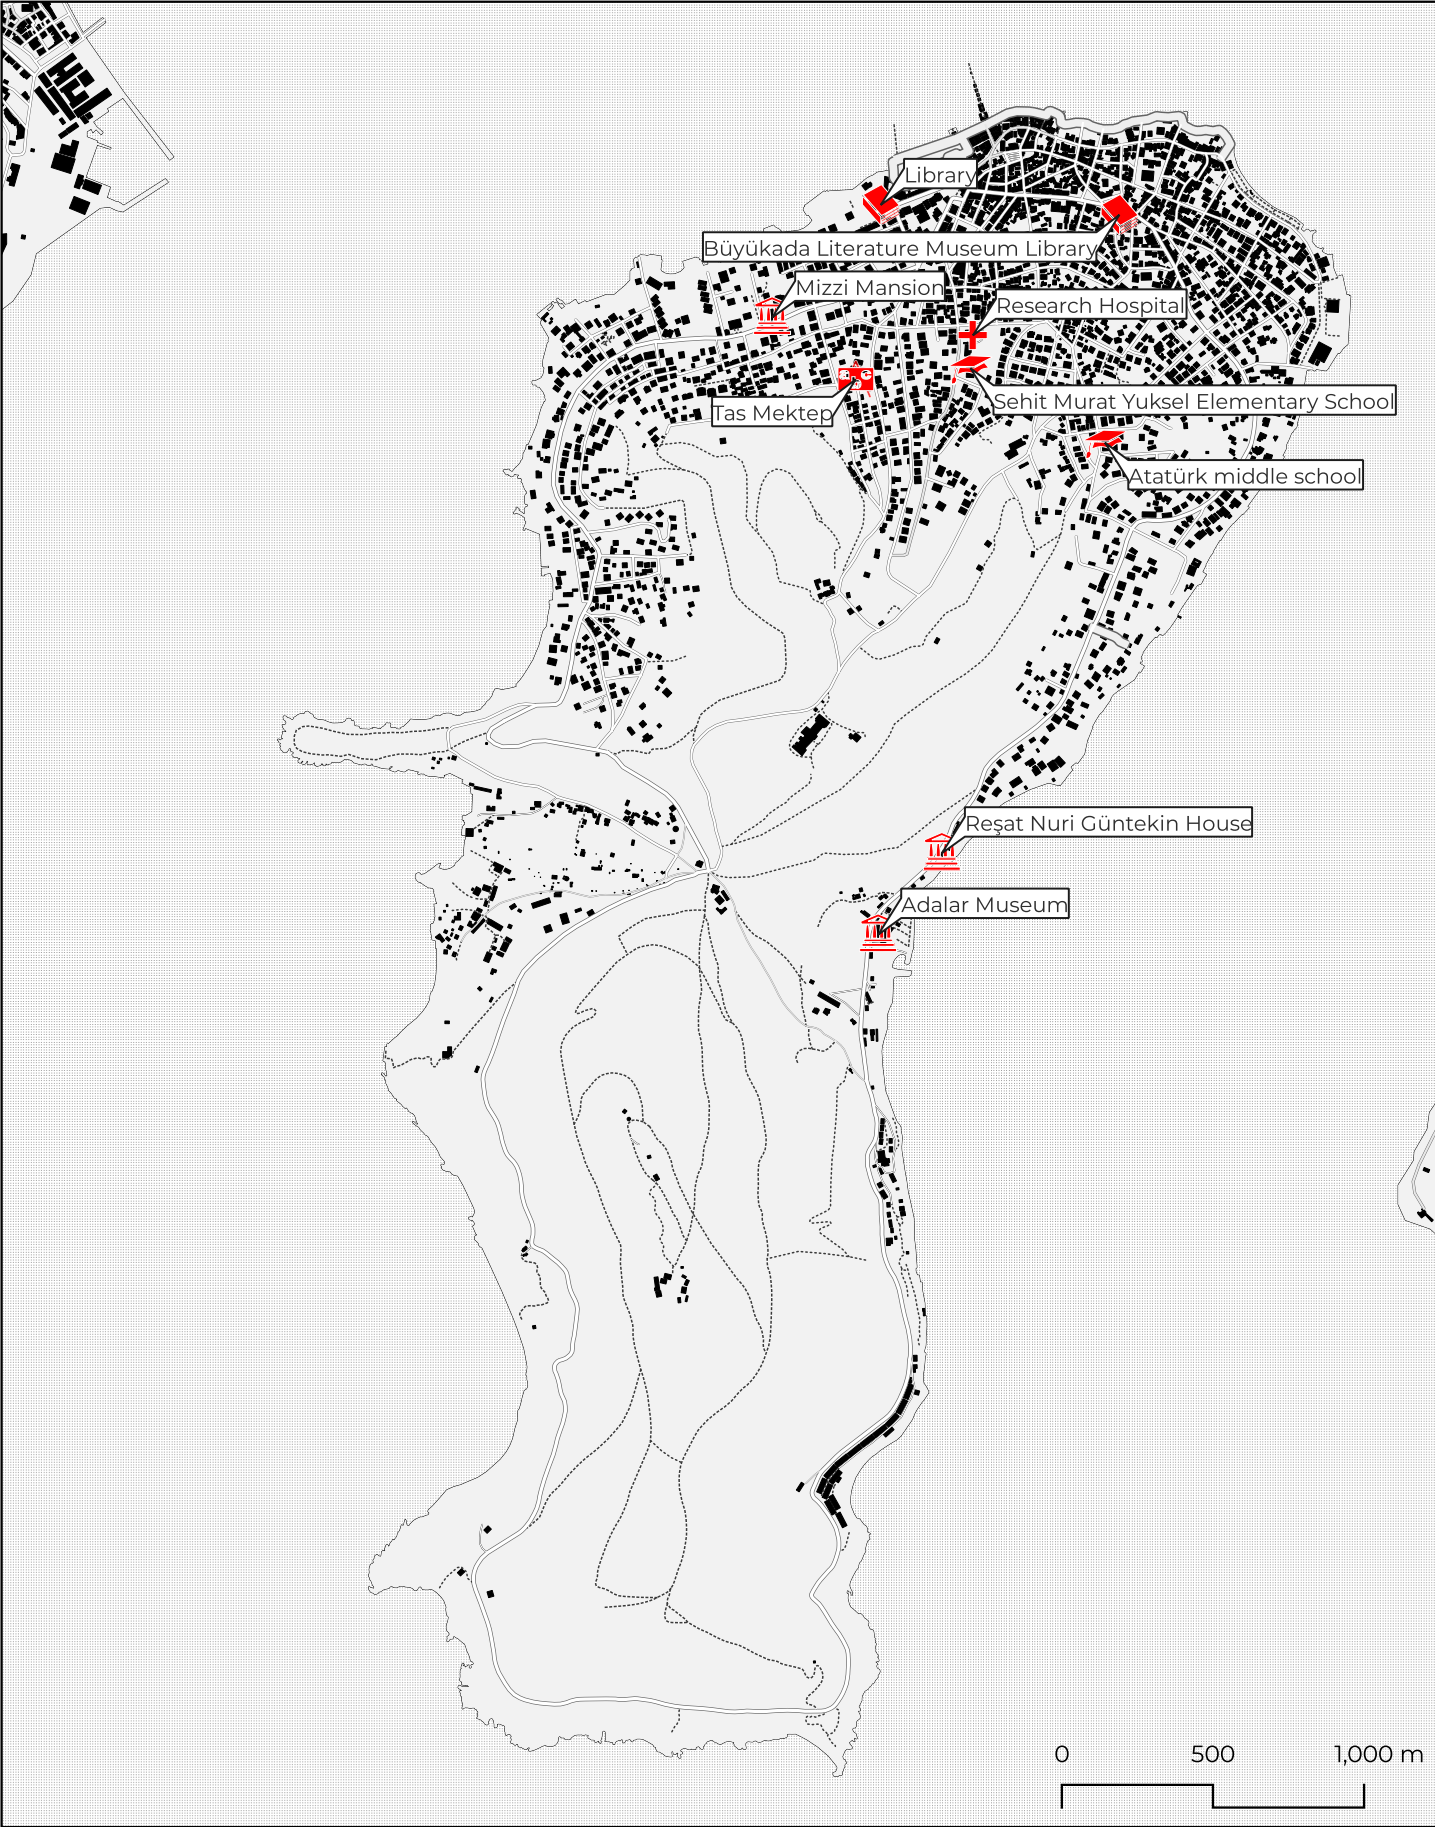 Library
Büyükada Literature Museum Library
Mizzi Mansion
Research Hospital
Tas Mektep
Sehit Murat Yuksel Elementary School
Atatürk middle school
Reşat Nuri Güntekin House
Adalar Museum
0 500 1,000 m